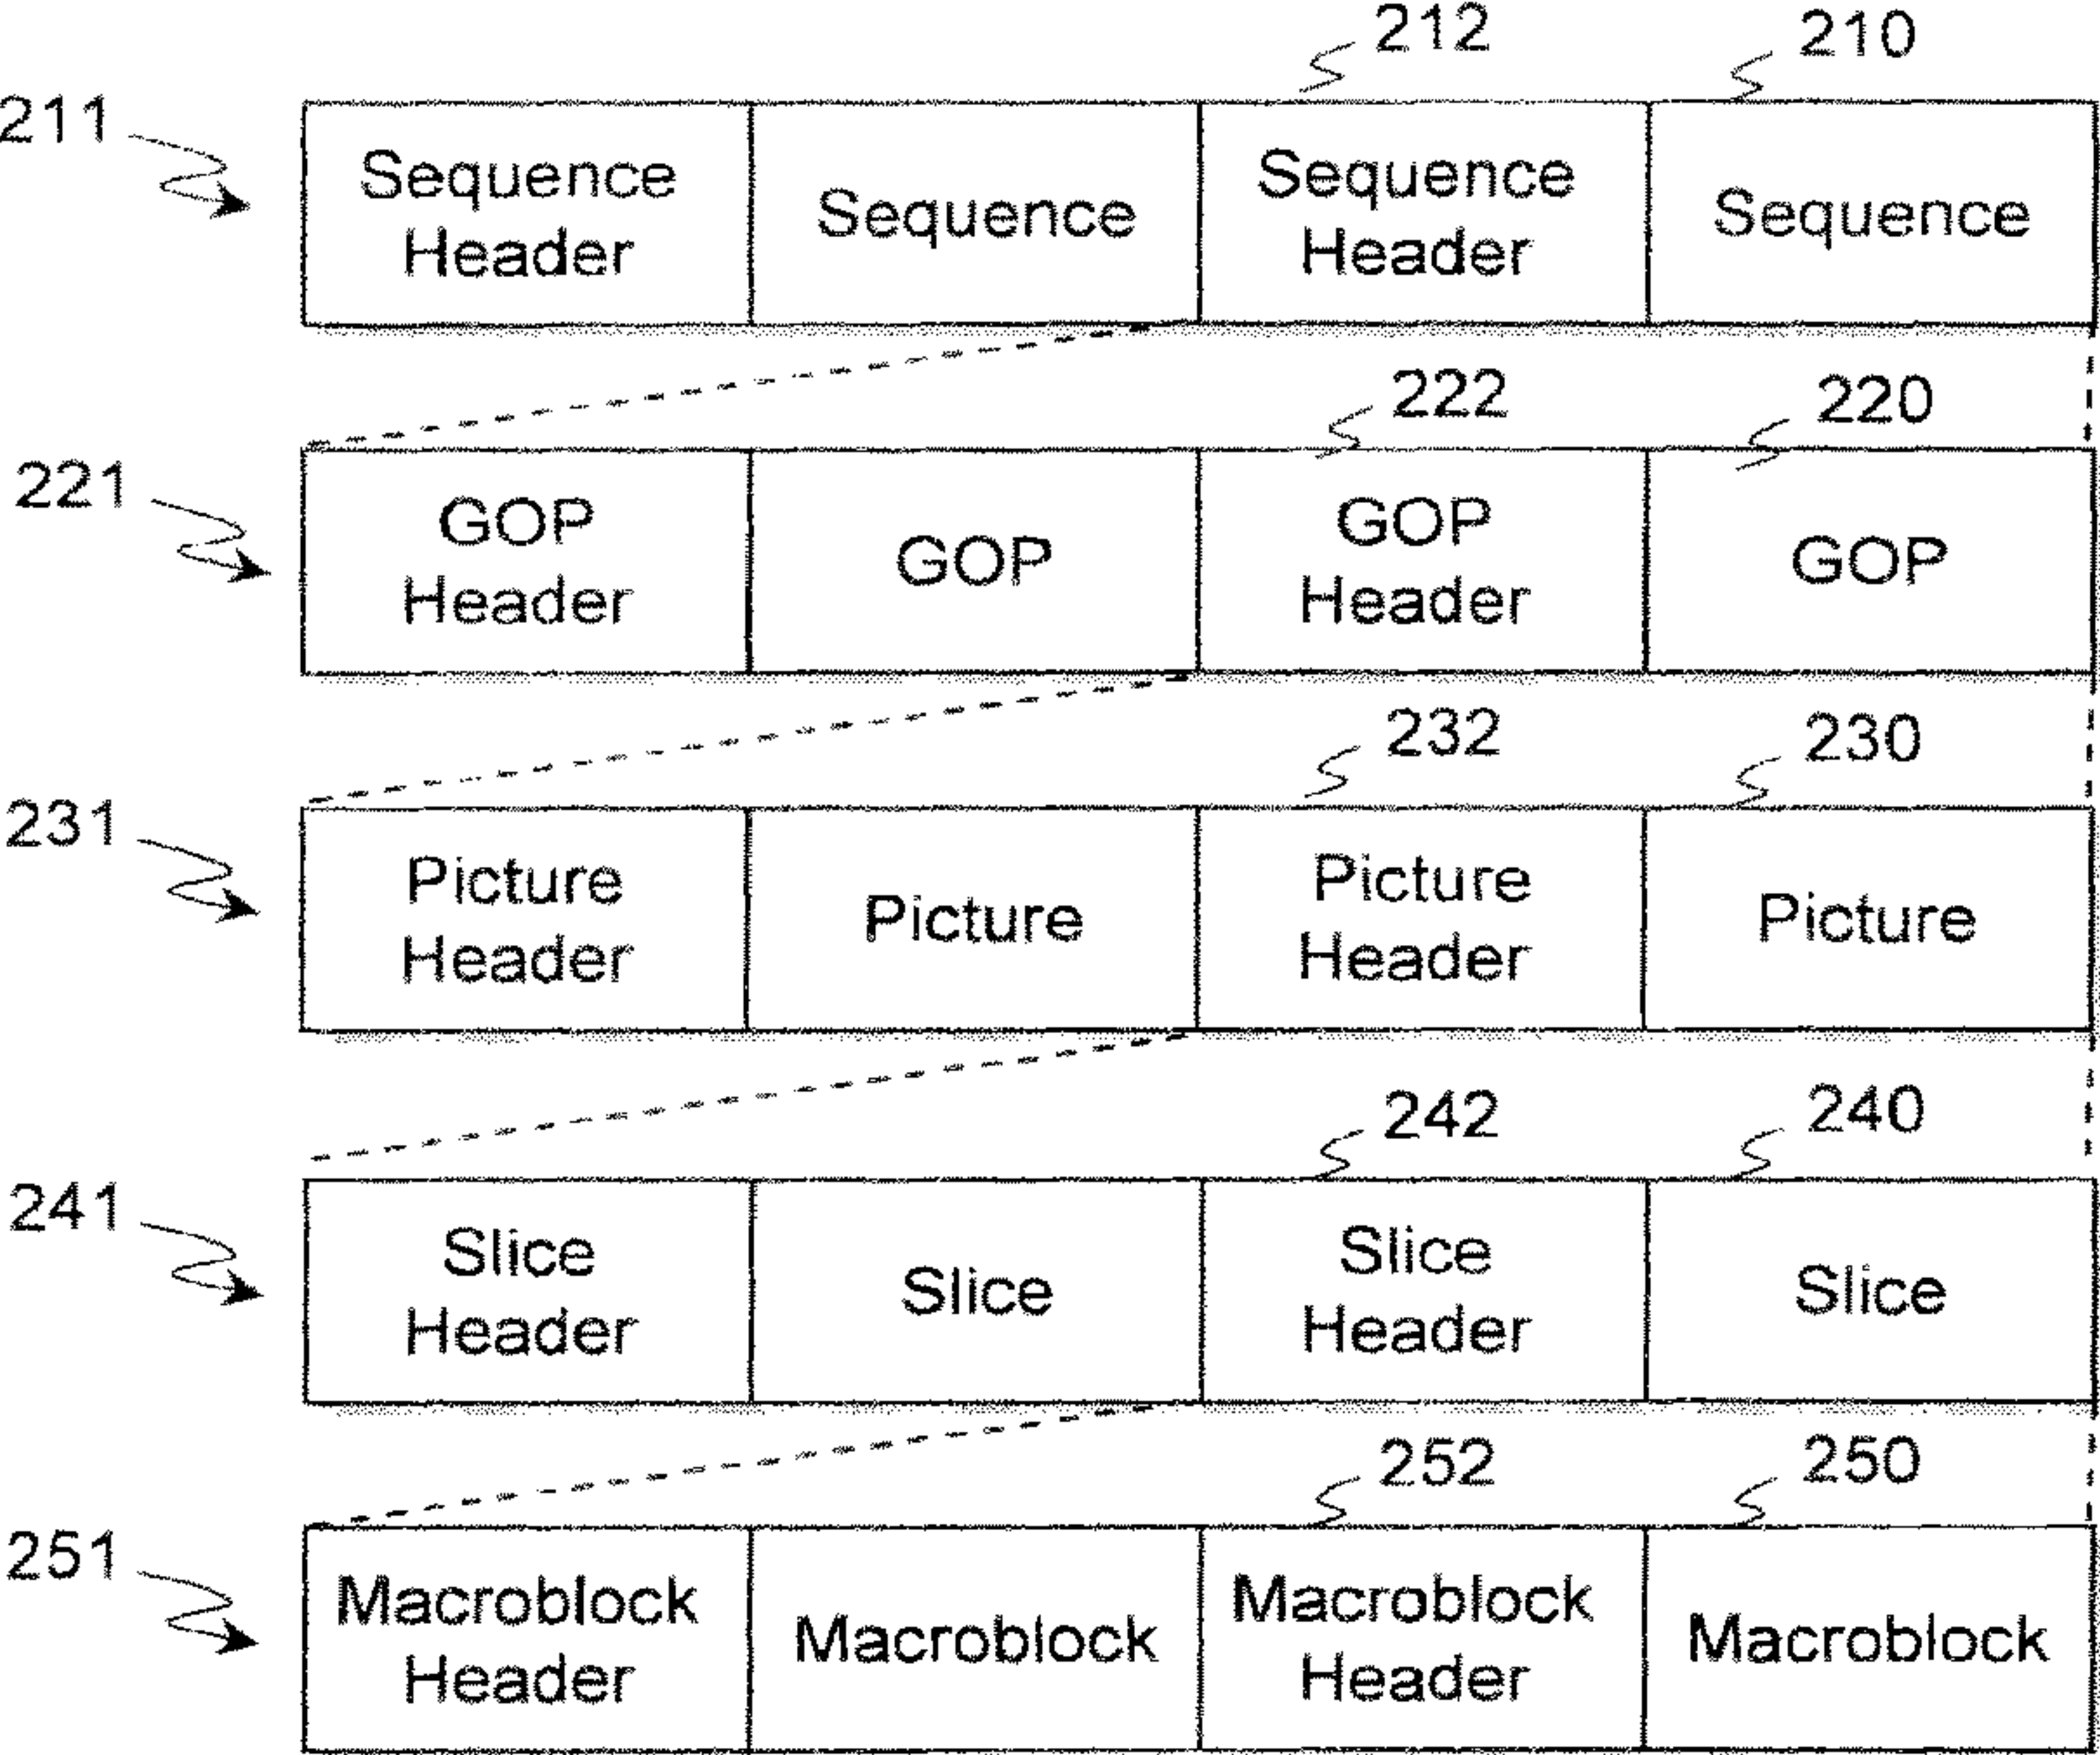 212
210
211
Sequence
Header
Sequence
Sequence
Header
Sequence
222
220
221
GOP
Header
GOP
GOP
Header
GOP
232
230
231
Picture
Header
Picture
Picture
Header
Picture
242
240
241
Slice
Header
Slice
Slice
Header
Slice
252
250
251
Macroblock
Header
Macroblock
Macroblock
Header
Macroblock